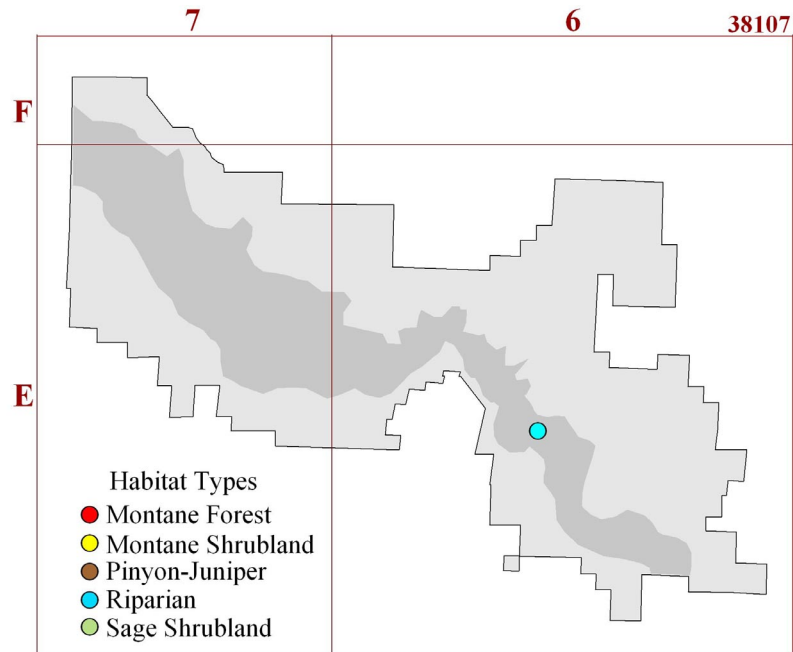 7 6 38107
F
E
Habitat Types
Montane Forest
Montane Shrubland
Pinyon-Juniper
Riparian
Sage Shrubland